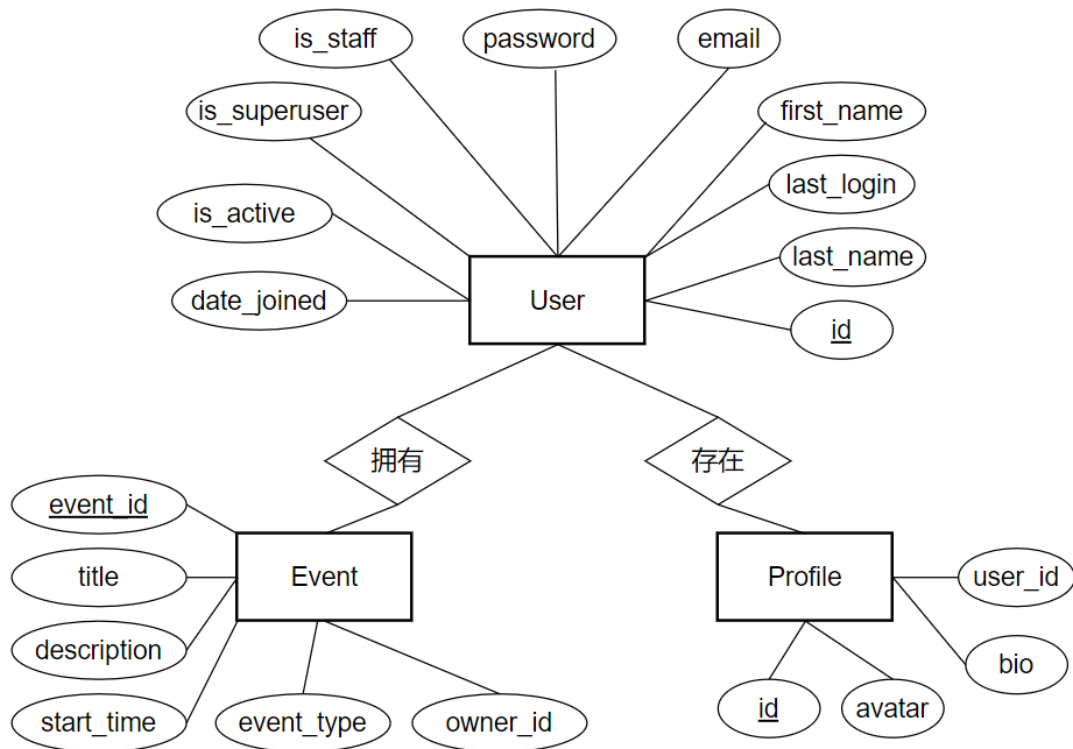 is_staff
password
email
is_superuser
first_name
is_active
last_login
last_name
date_joined
User
id
拥有
存在
event_id
title
Event
Profile
user_id
description
bio
start_time
event_type
owner_id
id
avatar